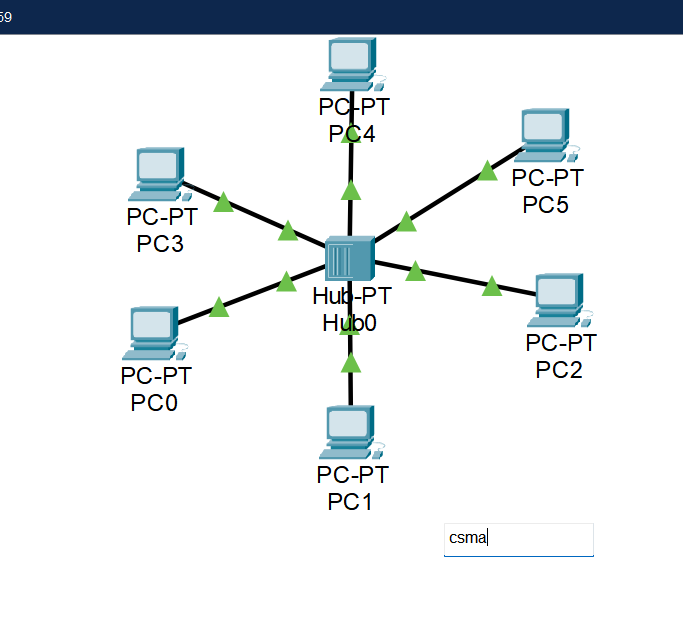 59
PC-PT
PC4
PC-PT
PC5
PC-PT
PC3
Hub-PT
Hub0
PC-PT
PC2
PC-PT
PC0
PC-PT
PC1
csma